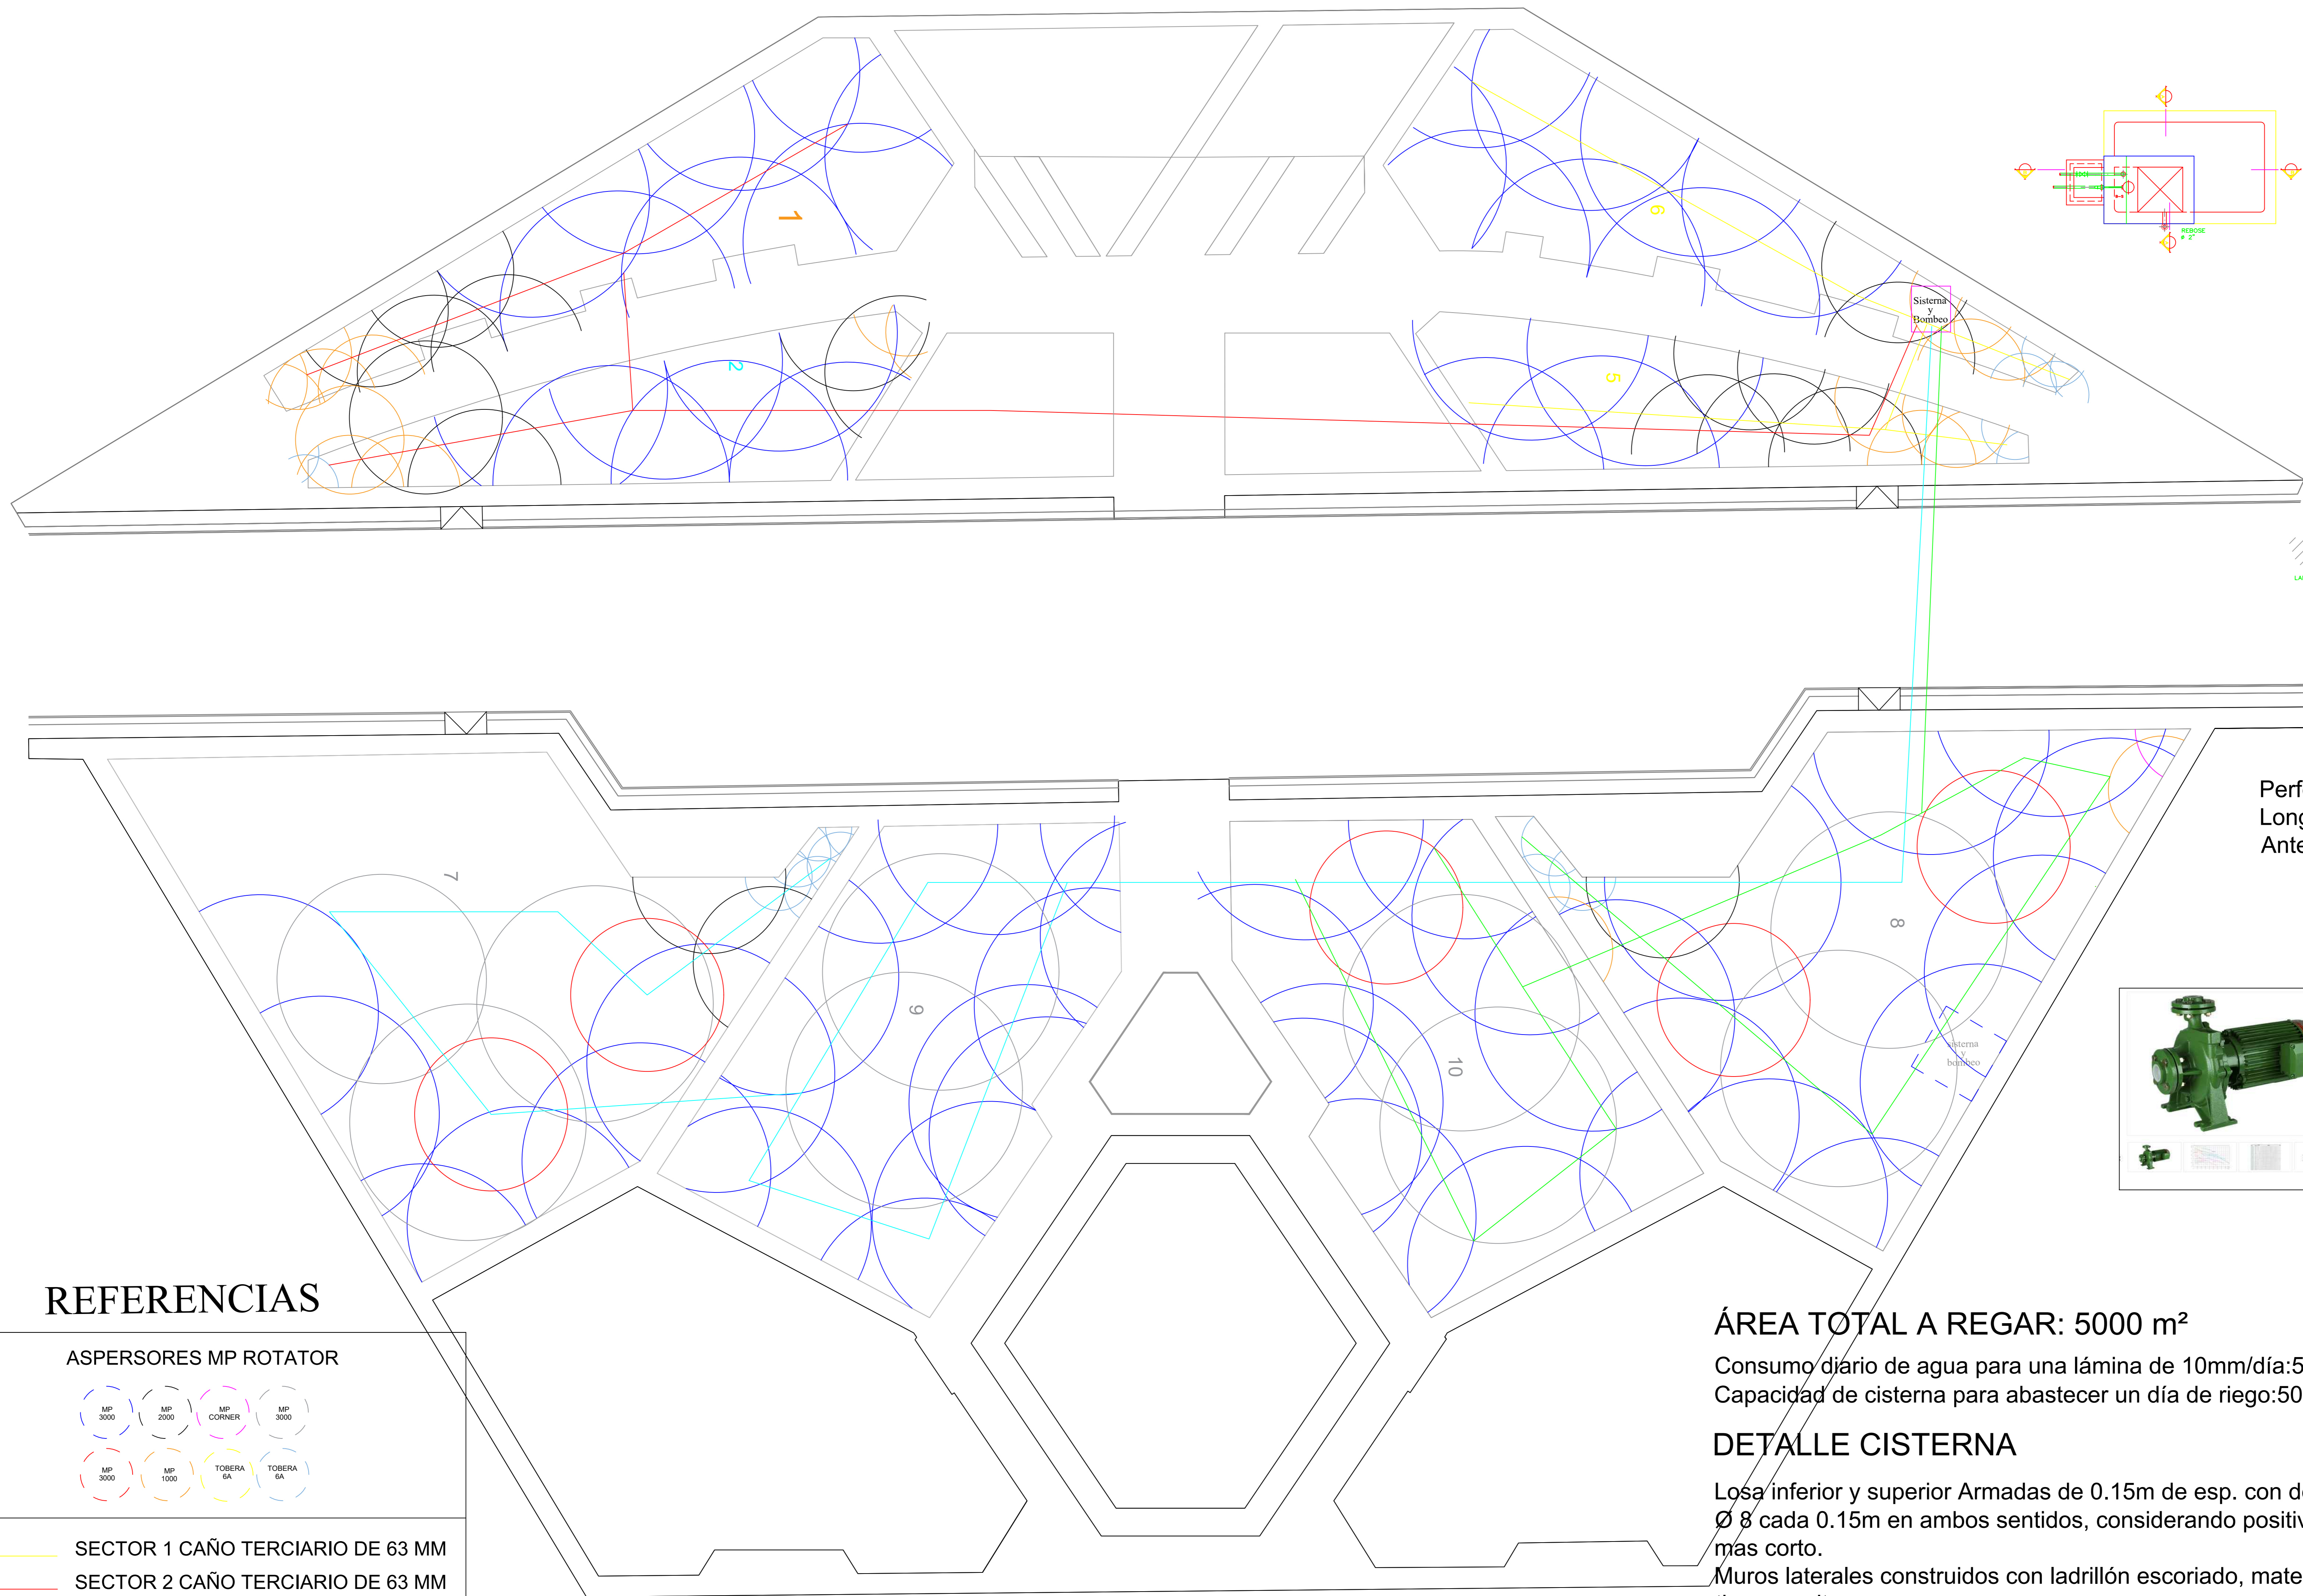 1
6
2
5
Sisterna
y
Bombeo
REBOSE
ø 2"
7
8
9
10
sisterna
y
bombeo
REFERENCIAS
ASPERSORES MP ROTATOR
MP 3000
MP 2000
MP CORNER
MP 3000
MP 3000
MP 1000
TOBERA 6A
TOBERA 6A
SECTOR 1 CAÑO TERCIARIO DE 63 MM
SECTOR 2 CAÑO TERCIARIO DE 63 MM
Perf
Long
Ante
ÁREA TOTAL A REGAR: 5000 m²
Consumo diario de agua para una lámina de 10mm/día:5
Capacidad de cisterna para abastecer un día de riego:50
DETALLE CISTERNA
Losa inferior y superior Armadas de 0.15m de esp. con d
Ø 8 cada 0.15m en ambos sentidos, considerando positiv
mas corto.
Muros laterales construidos con ladrillón escoriado, mate